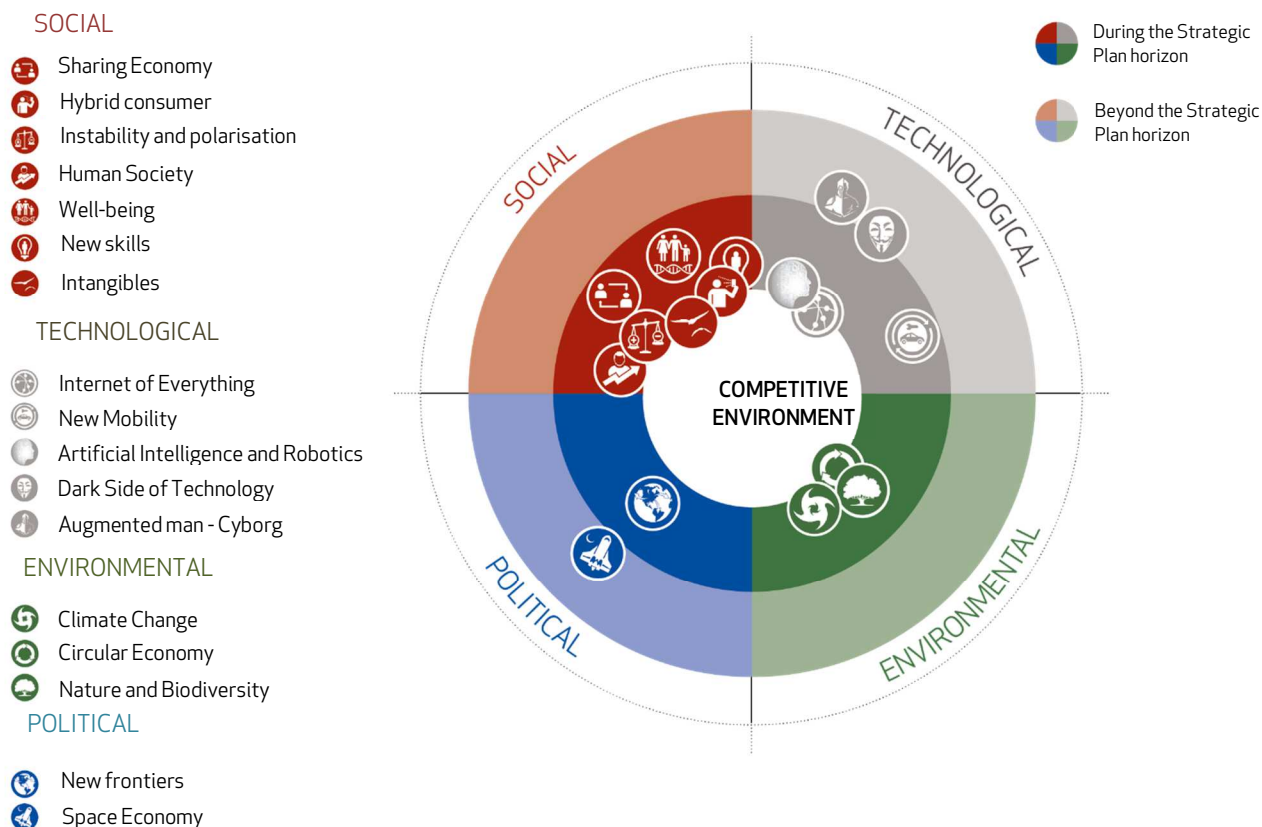 SOCIAL
Sharing Economy
Hybrid consumer
Instability and polarisation
Human Society
Well-being
New skills
Intangibles
TECHNOLOGICAL
Internet of Everything
New Mobility
Artificial Intelligence and Robotics
Dark Side of Technology
Augmented man - Cyborg
ENVIRONMENTAL
Climate Change
Circular Economy
Nature and Biodiversity
POLITICAL
New frontiers
Space Economy
SOCIAL
TECHNOLOGICAL
COMPETITIVE
ENVIRONMENT
POLITICAL
ENVIRONMENTAL
During the Strategic
Plan horizon
Beyond the Strategic
Plan horizon